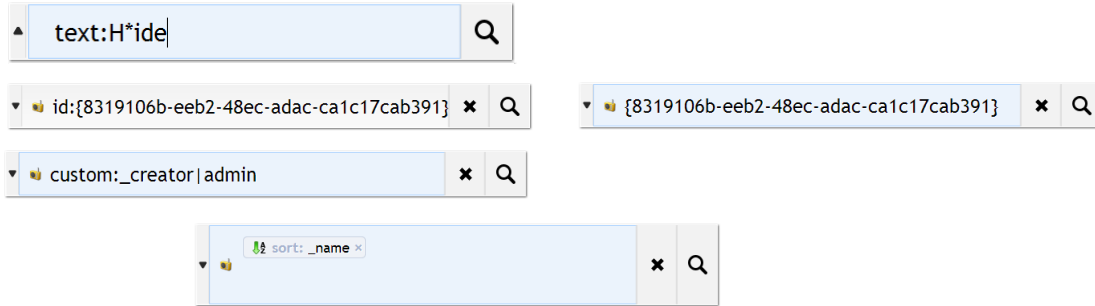 text:H*ide
id:{8319106b-eeb2-48ec-adac-ca1c17cab391}
{8319106b-eeb2-48ec-adac-ca1c17cab391}
custom:_creator|admin
sort: _name ×